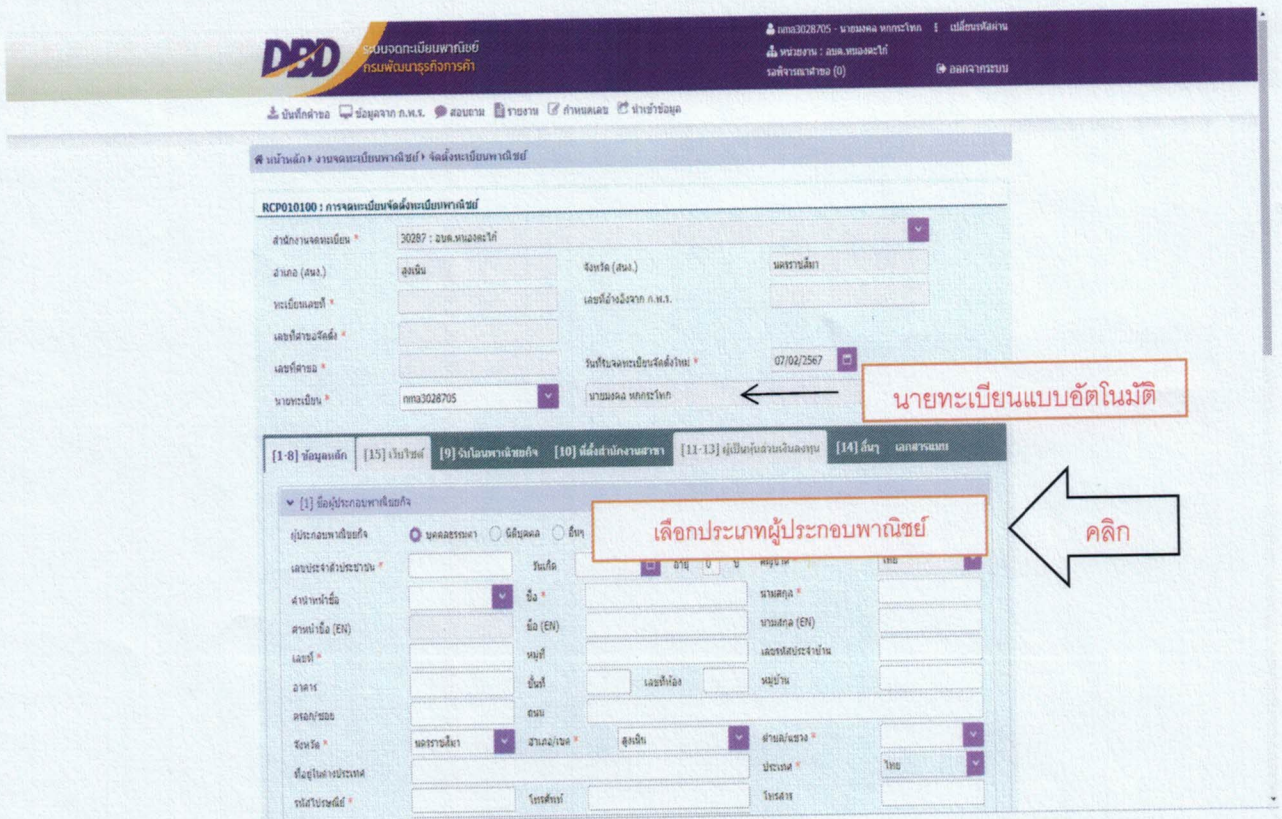 DBD ระบบจดทะเบียนพาณิชย์
กรมพัฒนาธุรกิจการค้า
nma3028705 - นายมงคล หกกระโทก เปลี่ยนรหัสผ่าน
หน่วยงาน : อบต.หนองตะไก้
รอพิจารณาคำขอ (0) ออกจากระบบ
บันทึกคำขอ ข้อมูลจาก ก.พ.ร. สอบถาม รายงาน กำหนดเลข นำเข้าข้อมูล
หน้าหลัก งานจดทะเบียนพาณิชย์ จัดตั้งทะเบียนพาณิชย์
RCP010100 : การจดทะเบียนจัดตั้งทะเบียนพาณิชย์
สำนักงานจดทะเบียน * 30287 : อบต.หนองตะไก้
อำเภอ (สนง.) สูงเนิน จังหวัด (สนง.) นครราชสีมา
ทะเบียนเลขที่ * เลขที่อ้างอิงจาก ก.พ.ร.
เลขที่คำขอจัดตั้ง *
เลขที่คำขอ * วันที่รับจดทะเบียนจัดตั้งใหม่ * 07/02/2567
นายทะเบียน * nma3028705 นายมงคล หกกระโทก
นายทะเบียนแบบอัตโนมัติ
[1-8] ข้อมูลหลัก [15] เว็บไซต์ [9] รับโอนพาณิชยกิจ [10] ที่ตั้งสำนักงานสาขา [11-13] ผู้เป็นหุ้นส่วนเงินลงทุน [14] อื่นๆ เอกสารแนบ
[1] ชื่อผู้ประกอบพาณิชยกิจ
ผู้ประกอบพาณิชยกิจ บุคคลธรรมดา นิติบุคคล อื่นๆ
เลือกประเภทผู้ประกอบพาณิชย์
คลิก
เลขประจำตัวประชาชน * วันเกิด อายุ 0 ปี ไทย
คำนำหน้าชื่อ ชื่อ * นามสกุล *
คำหน้าชื่อ (EN) ชื่อ (EN) นามสกุล (EN)
เลขที่ * หมู่ที่ เลขรหัสประจำบ้าน
อาคาร ชั้นที่ เลขที่ห้อง หมู่บ้าน
ตรอก/ซอย ถนน
จังหวัด * นครราชสีมา อำเภอ/เขต * สูงเนิน ตำบล/แขวง *
ที่อยู่ในต่างประเทศ ประเทศ * ไทย
รหัสไปรษณีย์ * โทรศัพท์ โทรสาร